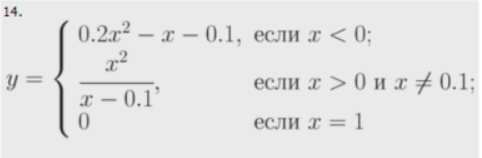 14.
y = { 0.2x² − x − 0.1, если x < 0;
x² / (x − 0.1), если x > 0 и x ≠ 0.1;
0 если x = 1